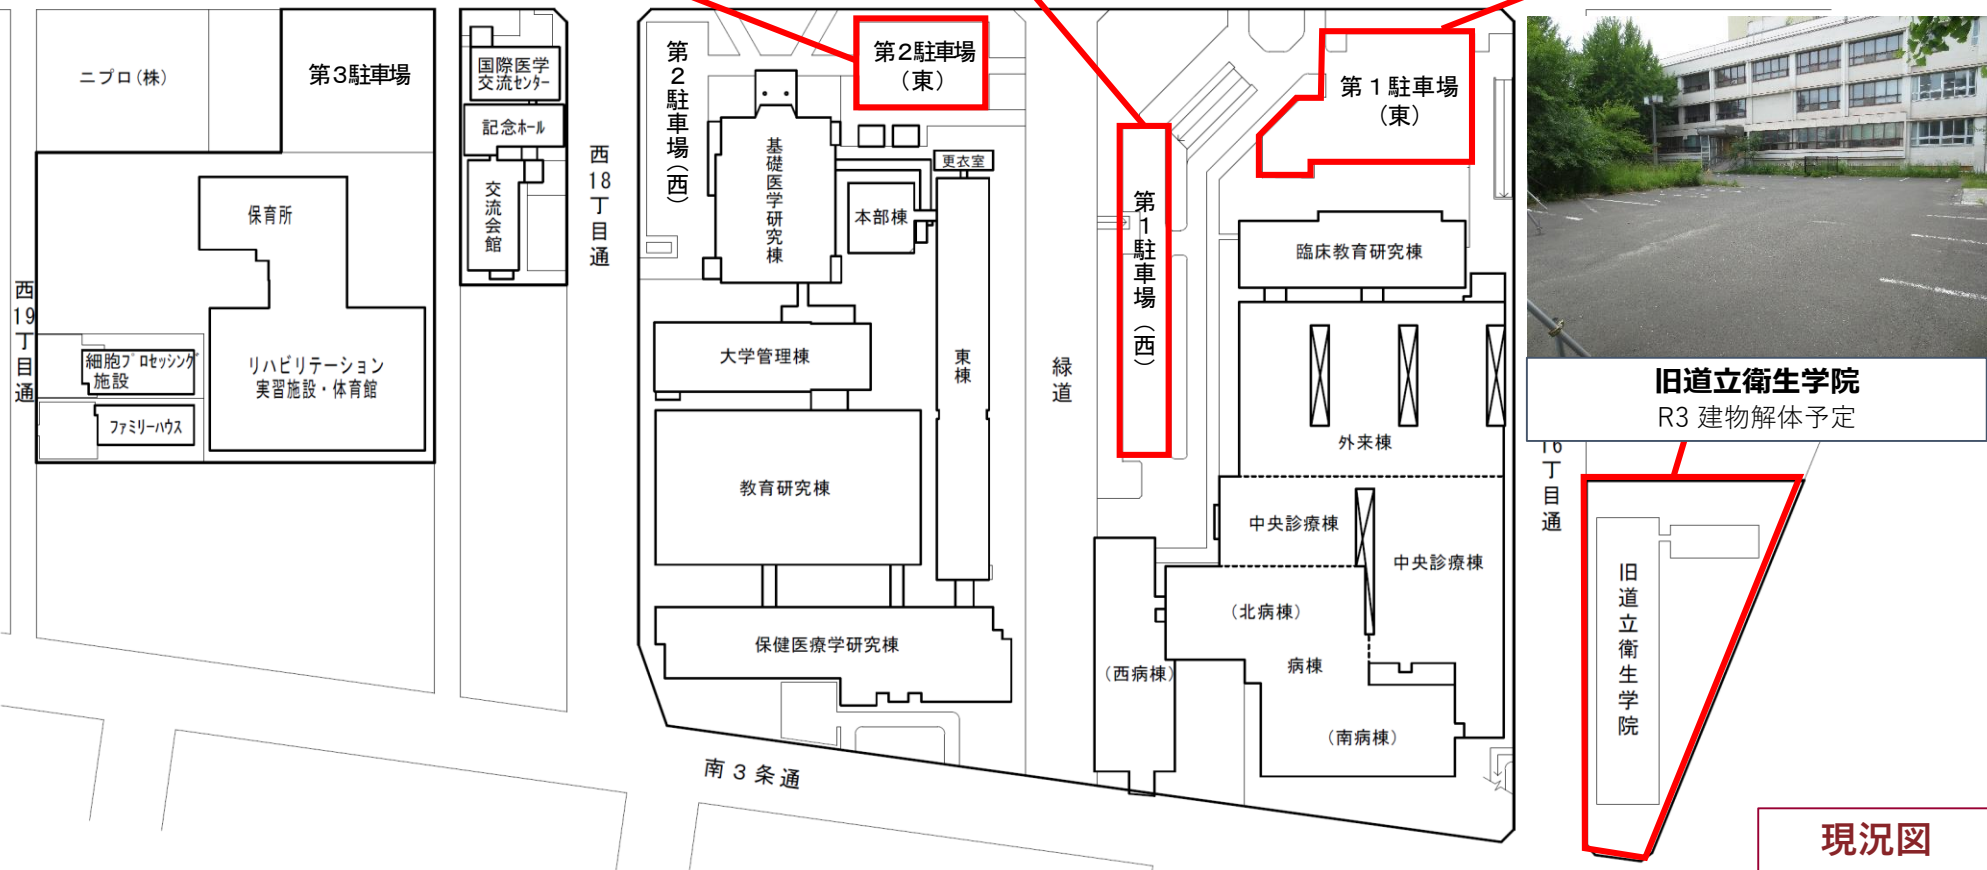 ニプロ(株)
第3駐車場
国際医学
交流センター
記念ホール
交流会館
西18丁目通
保育所
西19丁目通
細胞プロセッシング
施設
ファミリーハウス
リハビリテーション
実習施設・体育館
第2駐車場(西)
第2駐車場
(東)
基礎医学研究棟
更衣室
本部棟
大学管理棟
東棟
教育研究棟
保健医療学研究棟
緑道
南3条通
第1駐車場(西)
第1駐車場
(東)
臨床教育研究棟
外来棟
中央診療棟
中央診療棟
(北病棟)
病棟
(西病棟)
(南病棟)
旧道立衛生学院
R3 建物解体予定
16丁目通
旧道立衛生学院
現況図